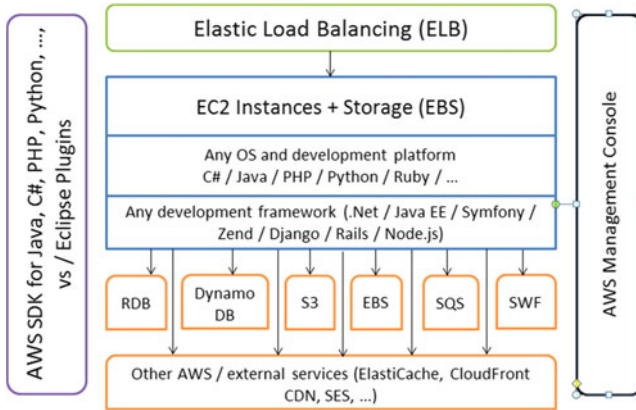 AWS SDK for Java, C#, PHP, Python, …,
vs / Eclipse Plugins
Elastic Load Balancing (ELB)
EC2 Instances + Storage (EBS)
Any OS and development platform
C# / Java / PHP / Python / Ruby / …
Any development framework (.Net / Java EE / Symfony /
Zend / Django / Rails / Node.js)
RDB
Dynamo
DB
S3
EBS
SQS
SWF
Other AWS / external services (ElastiCache, CloudFront
CDN, SES, …)
AWS Management Console